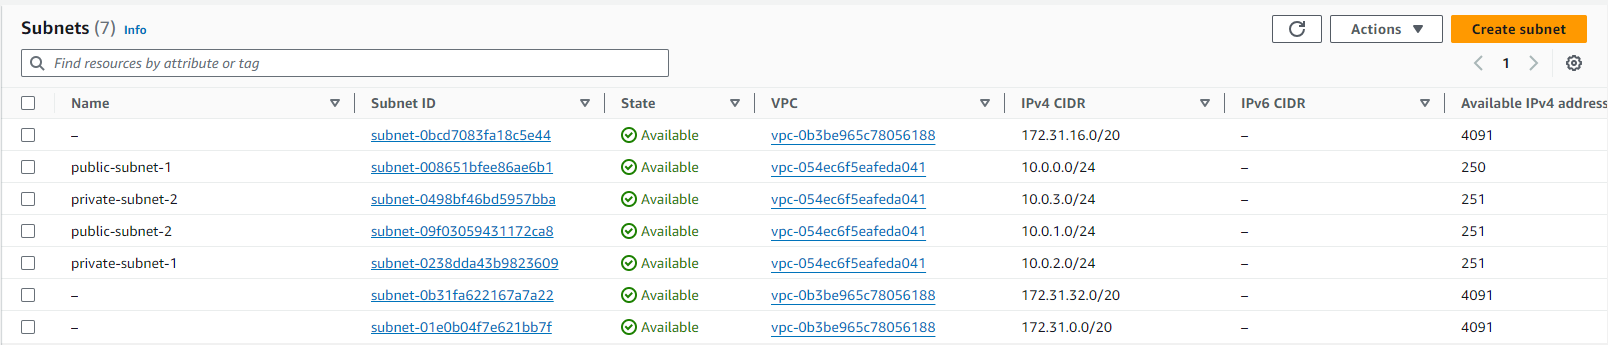 Subnets (7) Info
Actions
Create subnet
Find resources by attribute or tag
1
Name Subnet ID State VPC IPv4 CIDR IPv6 CIDR Available IPv4 address
– subnet-0bcd7083fa18c5e44 Available vpc-0b3be965c78056188 172.31.16.0/20 – 4091
public-subnet-1 subnet-008651bfee86ae6b1 Available vpc-054ec6f5eafeda041 10.0.0.0/24 – 250
private-subnet-2 subnet-0498bf46bd5957bba Available vpc-054ec6f5eafeda041 10.0.3.0/24 – 251
public-subnet-2 subnet-09f03059431172ca8 Available vpc-054ec6f5eafeda041 10.0.1.0/24 – 251
private-subnet-1 subnet-0238dda43b9823609 Available vpc-054ec6f5eafeda041 10.0.2.0/24 – 251
– subnet-0b31fa622167a7a22 Available vpc-0b3be965c78056188 172.31.32.0/20 – 4091
– subnet-01e0b04f7e621bb7f Available vpc-0b3be965c78056188 172.31.0.0/20 – 4091